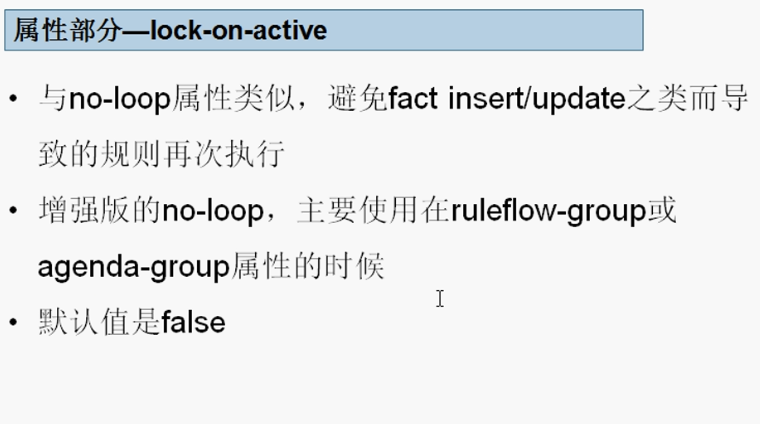 属性部分—lock-on-active
• 与no-loop属性类似，避免fact insert/update之类而导
致的规则再次执行
• 增强版的no-loop，主要使用在ruleflow-group或
agenda-group属性的时候
• 默认值是false